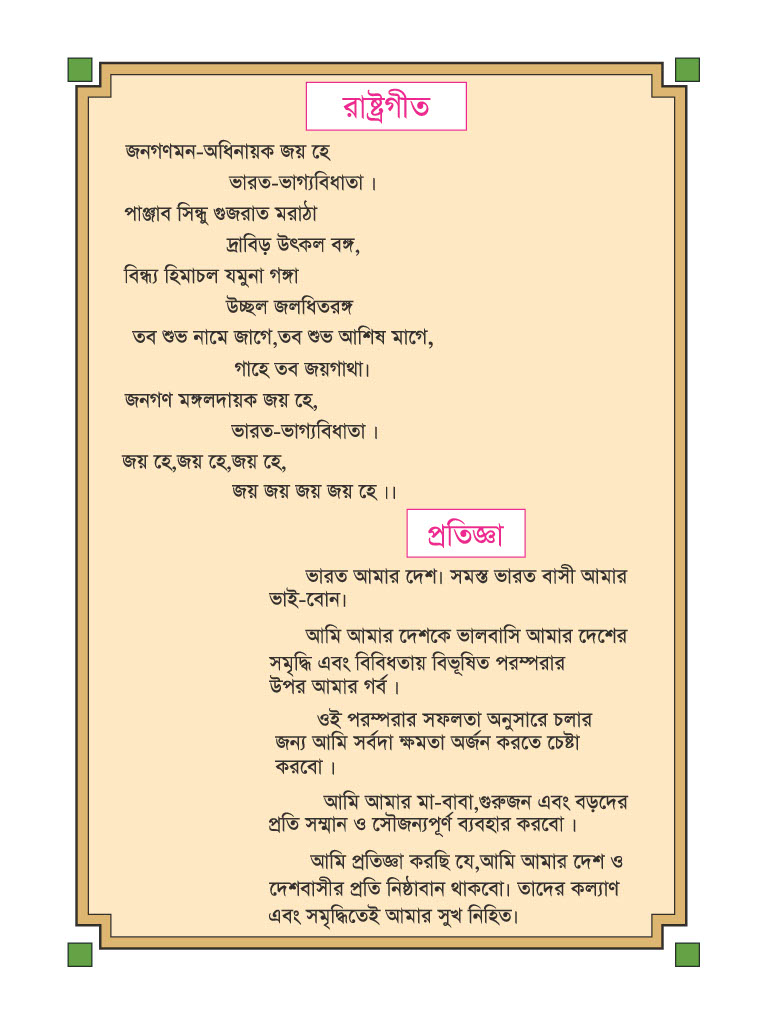 রাষ্ট্রগীত
জনগণমন-অধিনায়ক জয় হে
ভারত-ভাগ্যবিধাতা ।
পাঞ্জাব সিন্ধু গুজরাত মরাঠা
দ্রাবিড় উৎকল বঙ্গ,
বিন্ধ্য হিমাচল যমুনা গঙ্গা
উচ্ছল জলধিতরঙ্গ
তব শুভ নামে জাগে,তব শুভ আশিষ মাগে,
গাহে তব জয়গাথা।
জনগণ মঙ্গলদায়ক জয় হে,
ভারত-ভাগ্যবিধাতা ।
জয় হে,জয় হে,জয় হে,
জয় জয় জয় জয় হে ।।
প্রতিজ্ঞা
ভারত আমার দেশ। সমস্ত ভারত বাসী আমার
ভাই-বোন।
আমি আমার দেশকে ভালবাসি আমার দেশের
সমৃদ্ধি এবং বিবিধতায় বিভূষিত পরম্পরার
উপর আমার গর্ব ।
ওই পরম্পরার সফলতা অনুসারে চলার
জন্য আমি সর্বদা ক্ষমতা অর্জন করতে চেষ্টা
করবো ।
আমি আমার মা-বাবা,গুরুজন এবং বড়দের
প্রতি সম্মান ও সৌজন্যপূর্ণ ব্যবহার করবো ।
আমি প্রতিজ্ঞা করছি যে,আমি আমার দেশ ও
দেশবাসীর প্রতি নিষ্ঠাবান থাকবো। তাদের কল্যাণ
এবং সমৃদ্ধিতেই আমার সুখ নিহিত।